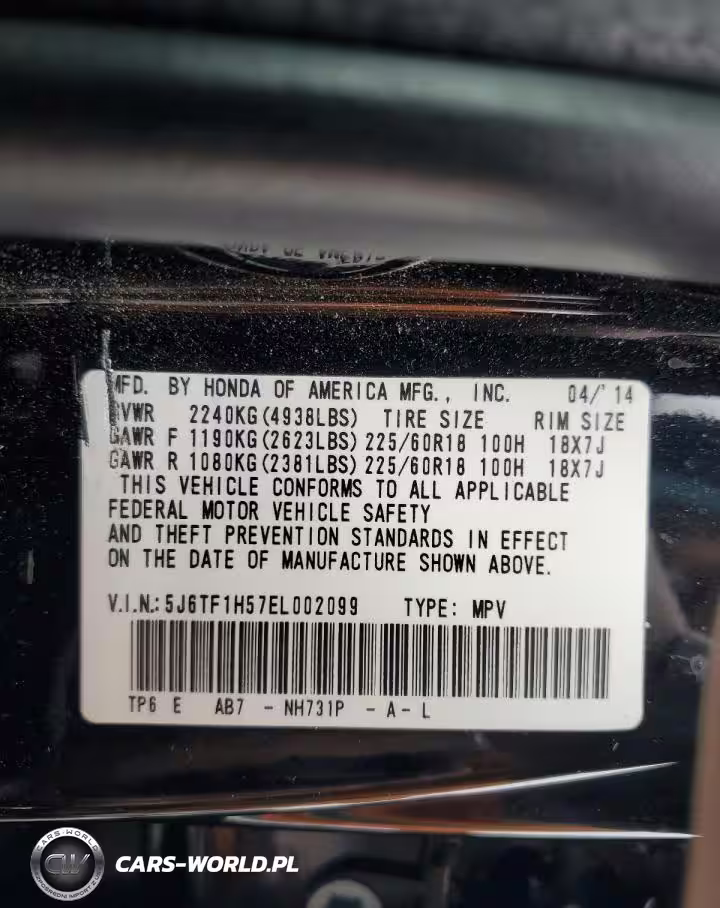 MFD. BY HONDA OF AMERICA MFG., INC. 04/'14
GVWR 2240KG(4938LBS) TIRE SIZE RIM SIZE
GAWR F 1190KG(2623LBS) 225/60R18 100H 18X7J
GAWR R 1080KG(2381LBS) 225/60R18 100H 18X7J
THIS VEHICLE CONFORMS TO ALL APPLICABLE
FEDERAL MOTOR VEHICLE SAFETY
AND THEFT PREVENTION STANDARDS IN EFFECT
ON THE DATE OF MANUFACTURE SHOWN ABOVE.
V.I.N.: 5J6TF1H57EL002099 TYPE: MPV
TP6 E AB7 - NH731P - A - L
CARS-WORLD
CW
CARS-WORLD.PL